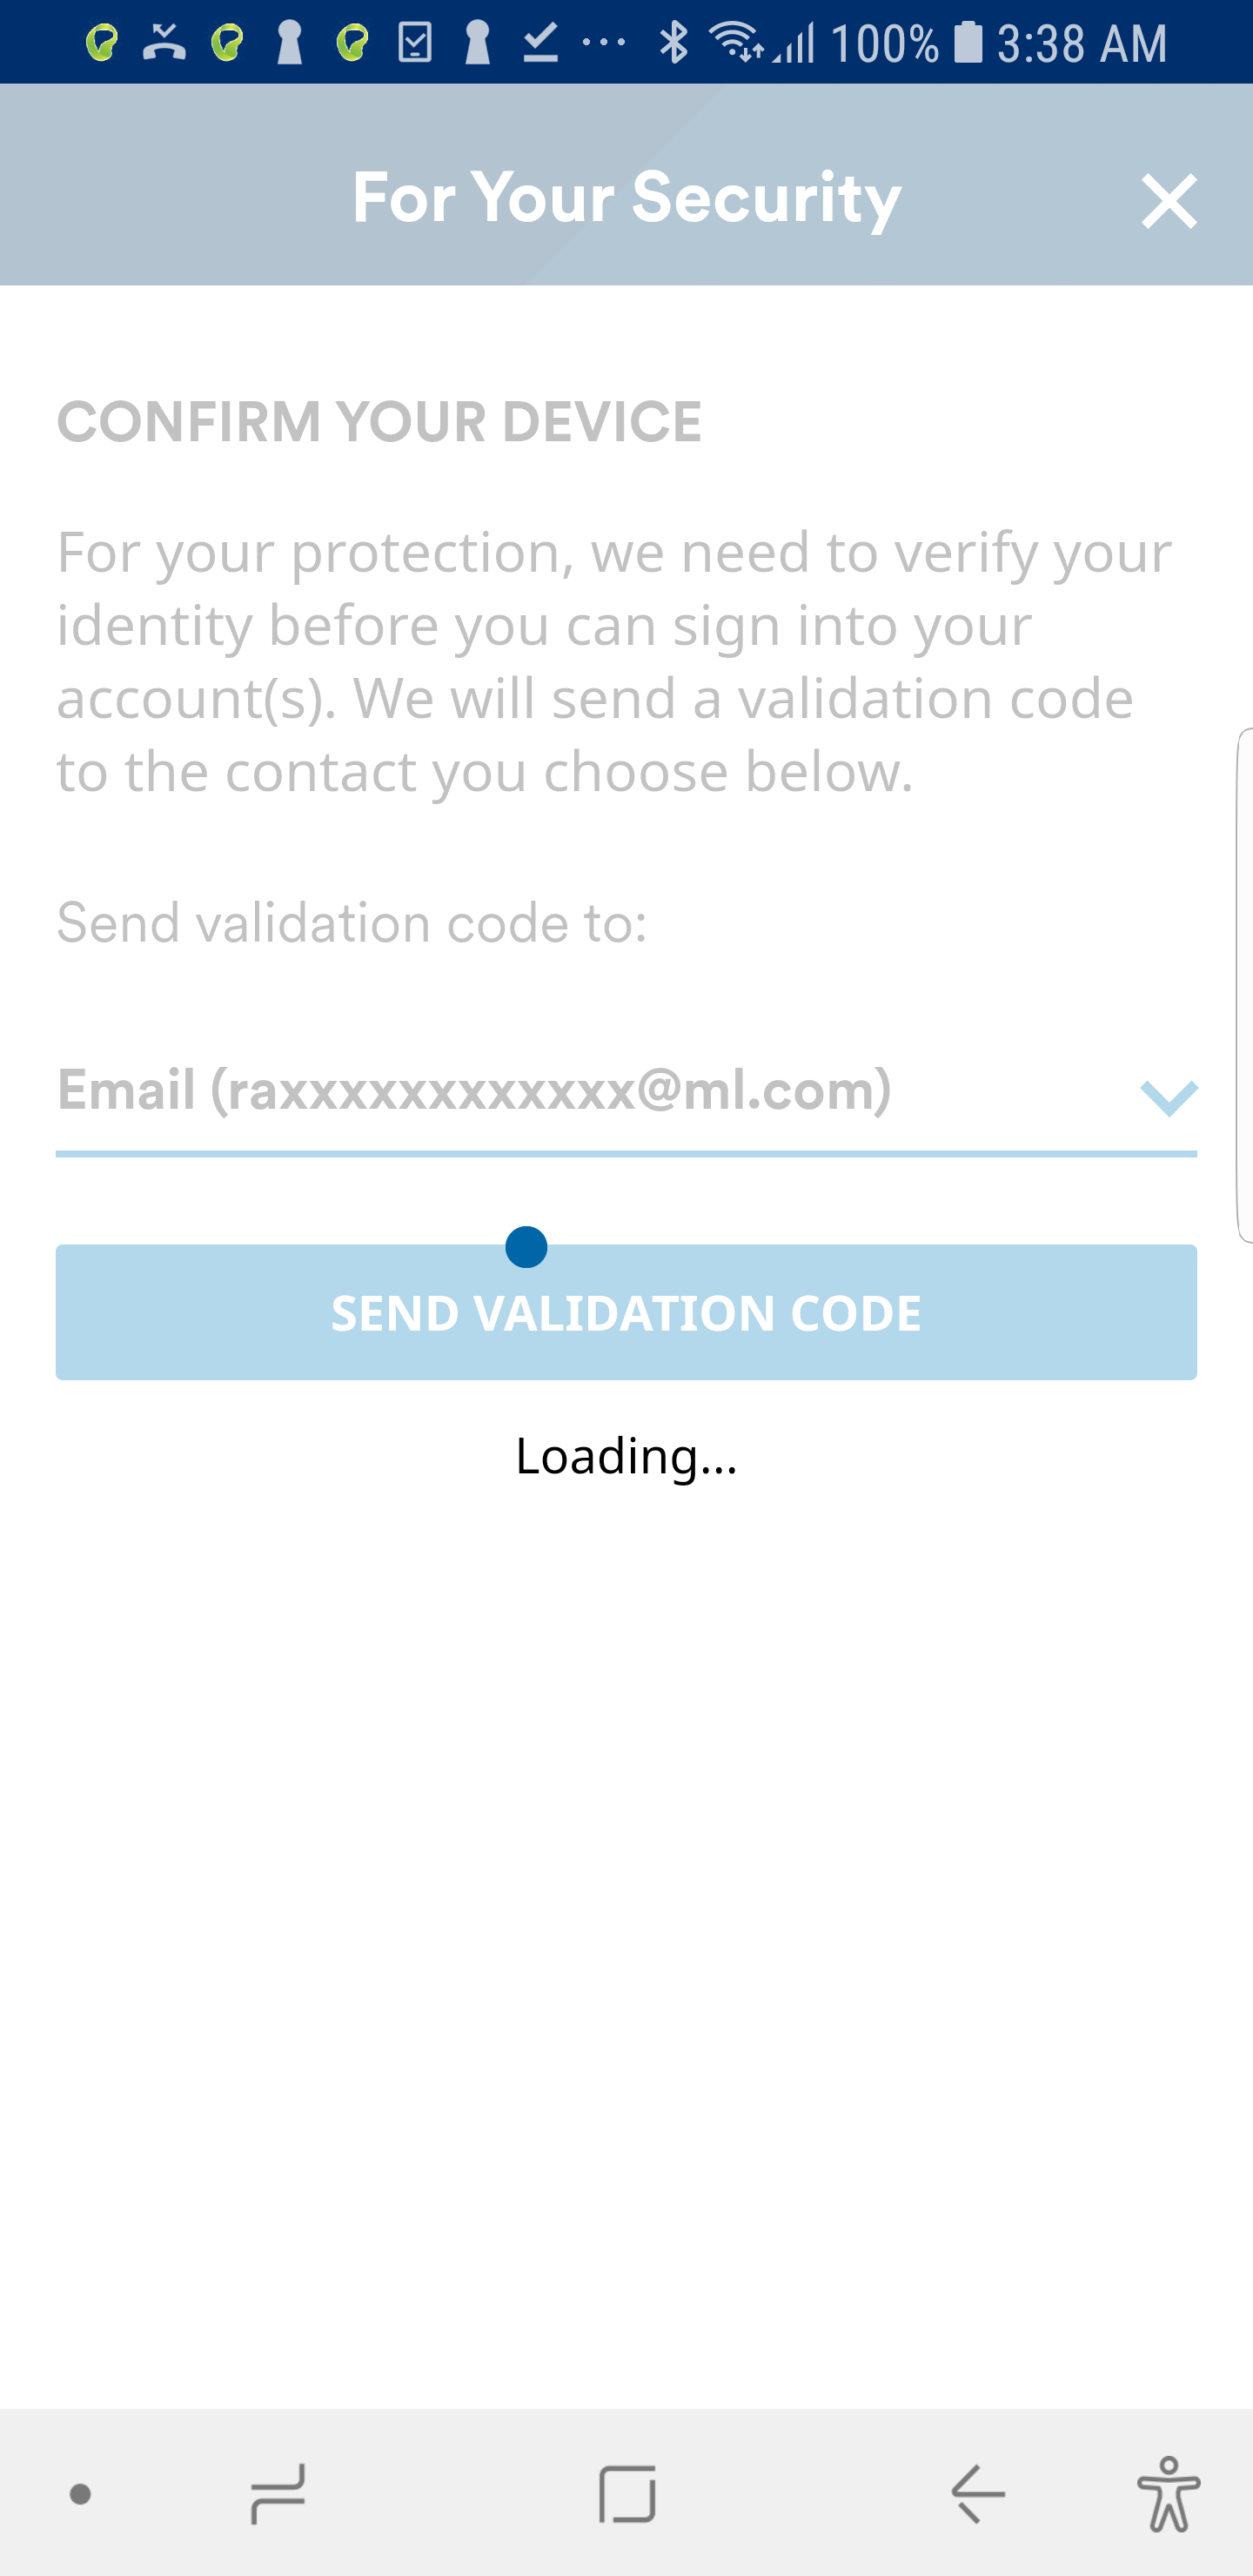 100% 3:38 AM
For Your Security
CONFIRM YOUR DEVICE
For your protection, we need to verify your
identity before you can sign into your
account(s). We will send a validation code
to the contact you choose below.
Send validation code to:
Email (raxxxxxxxxxxxx@ml.com)
SEND VALIDATION CODE
Loading...